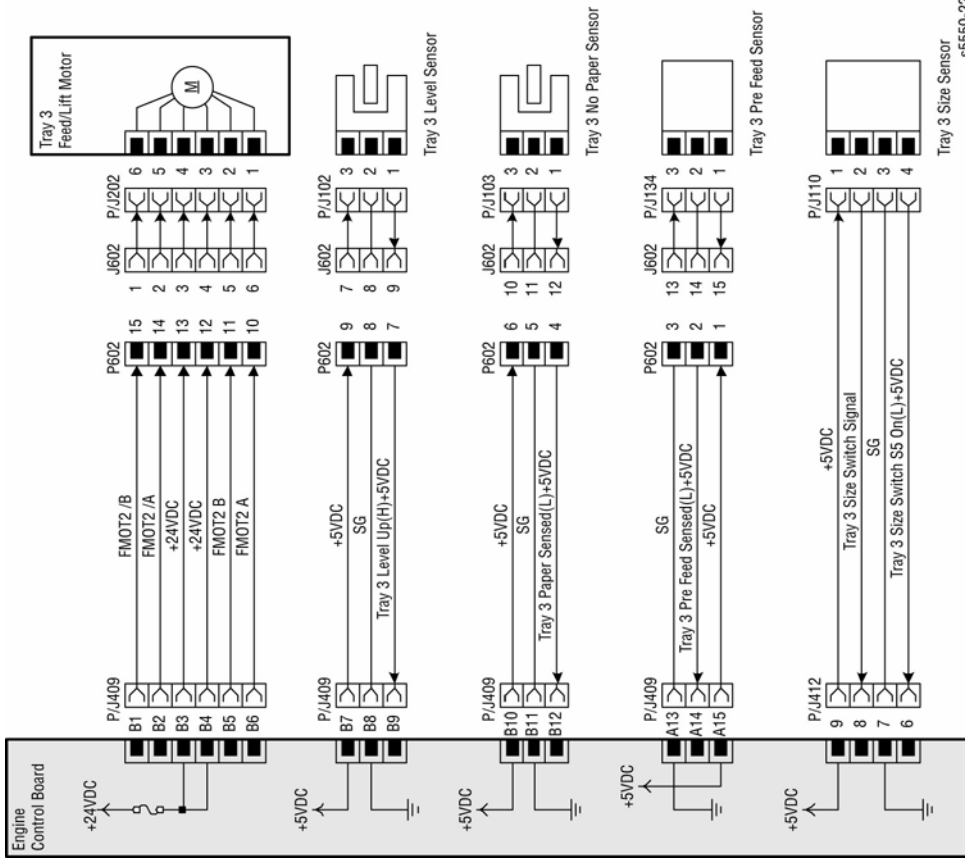 Engine
Control Board
+24VDC
P/J409
B1
B2
B3
B4
B5
B6
FMOT2 /B
FMOT2 /A
+24VDC
+24VDC
FMOT2 B
FMOT2 A
P602
15
14
13
12
11
10
J602
1
2
3
4
5
6
P/J202
6
5
4
3
2
1
Tray 3
Feed/Lift Motor
M
+5VDC
P/J409
B7
B8
B9
+5VDC
SG
Tray 3 Level Up(H)+5VDC
P602
9
8
7
J602
7
8
9
P/J102
3
2
1
Tray 3 Level Sensor
+5VDC
P/J409
B10
B11
B12
+5VDC
SG
Tray 3 Paper Sensed(L)+5VDC
P602
6
5
4
J602
10
11
12
P/J103
3
2
1
Tray 3 No Paper Sensor
+5VDC
P/J409
A13
A14
A15
SG
Tray 3 Pre Feed Sensed(L)+5VDC
+5VDC
P602
3
2
1
J602
13
14
15
P/J134
3
2
1
Tray 3 Pre Feed Sensor
+5VDC
P/J412
9
8
7
6
+5VDC
Tray 3 Size Switch Signal
SG
Tray 3 Size Switch S5 On(L)+5VDC
P/J110
1
2
3
4
Tray 3 Size Sensor